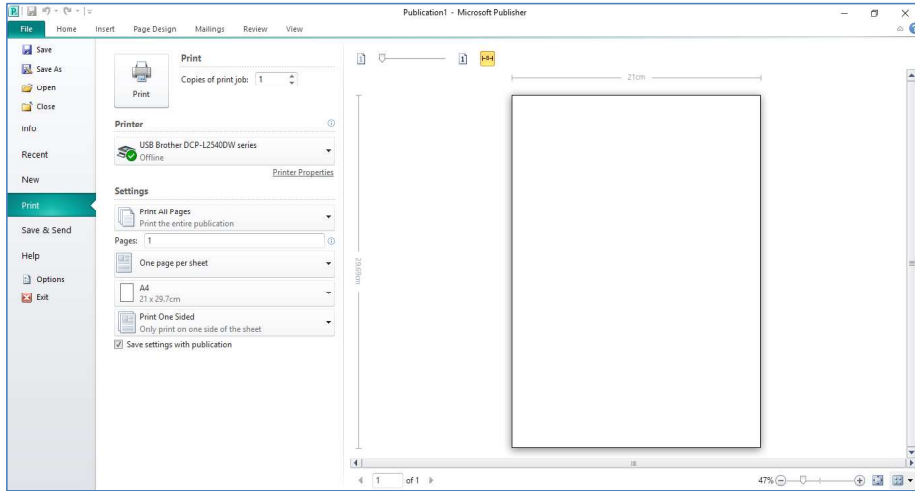 Publication1 - Microsoft Publisher
File Home Insert Page Design Mailings Review View
Save
Save As
Open
Close
Info
Recent
New
Print
Save & Send
Help
Options
Exit
Print
Print
Copies of print job: 1
Printer
USB Brother DCP-L2540DW series
Offline
Printer Properties
Settings
Print All Pages
Print the entire publication
Pages: 1
One page per sheet
A4
21 x 29.7cm
Print One Sided
Only print on one side of the sheet
Save settings with publication
1 1
21cm
1 of 1
47%